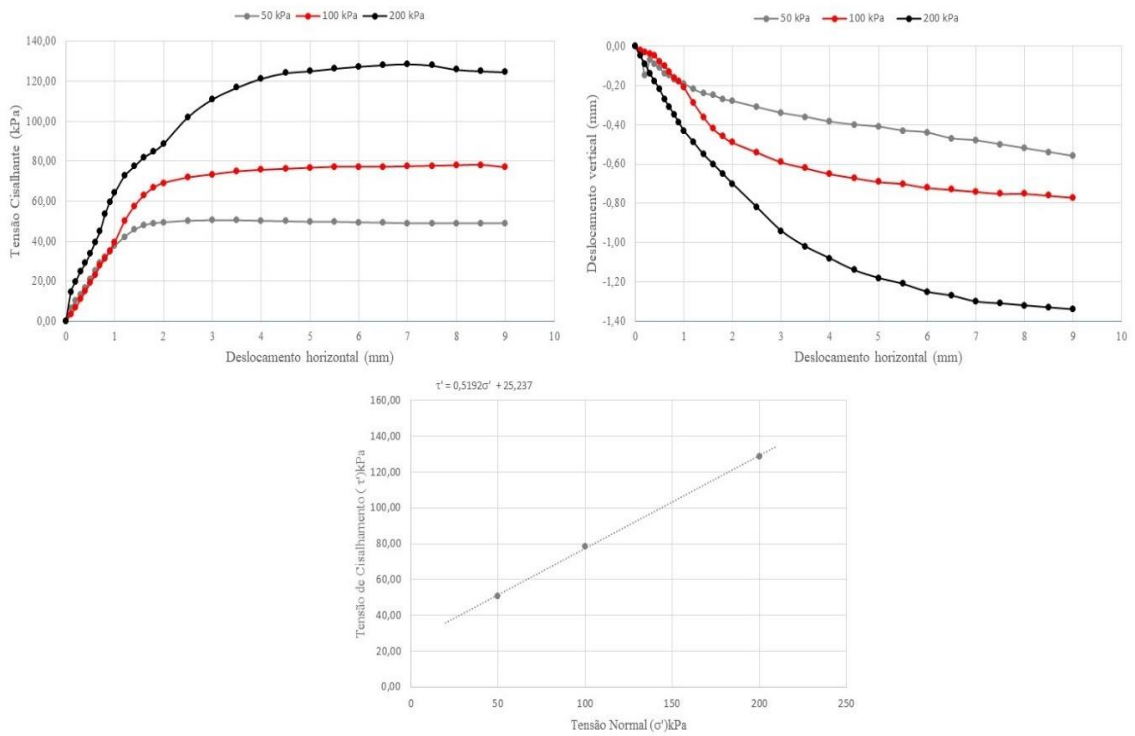 50 kPa 100 kPa 200 kPa
Tensão Cisalhante (kPa)
140,00
120,00
100,00
80,00
60,00
40,00
20,00
0,00
0 1 2 3 4 5 6 7 8 9 10
Deslocamento horizontal (mm)
50 kPa 100 kPa 200 kPa
Deslocamento vertical (mm)
0,00
-0,20
-0,40
-0,60
-0,80
-1,00
-1,20
-1,40
0 1 2 3 4 5 6 7 8 9 10
Deslocamento horizontal (mm)
τ' = 0,5192σ' + 25,237
Tensão de Cisalhamento (τ')kPa
160,00
140,00
120,00
100,00
80,00
60,00
40,00
20,00
0,00
0 50 100 150 200 250
Tensão Normal (σ')kPa